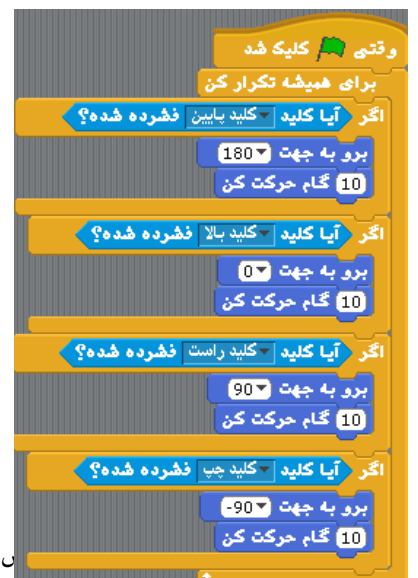 وقتی کلیک شد
برای همیشه تکرار کن
اگر آیا کلید کلید پایین فشرده شده؟
برو به جهت 180
10 گام حرکت کن
اگر آیا کلید کلید بالا فشرده شده؟
برو به جهت 0
10 گام حرکت کن
اگر آیا کلید کلید راست فشرده شده؟
برو به جهت 90
10 گام حرکت کن
اگر آیا کلید کلید چپ فشرده شده؟
برو به جهت -90
10 گام حرکت کن